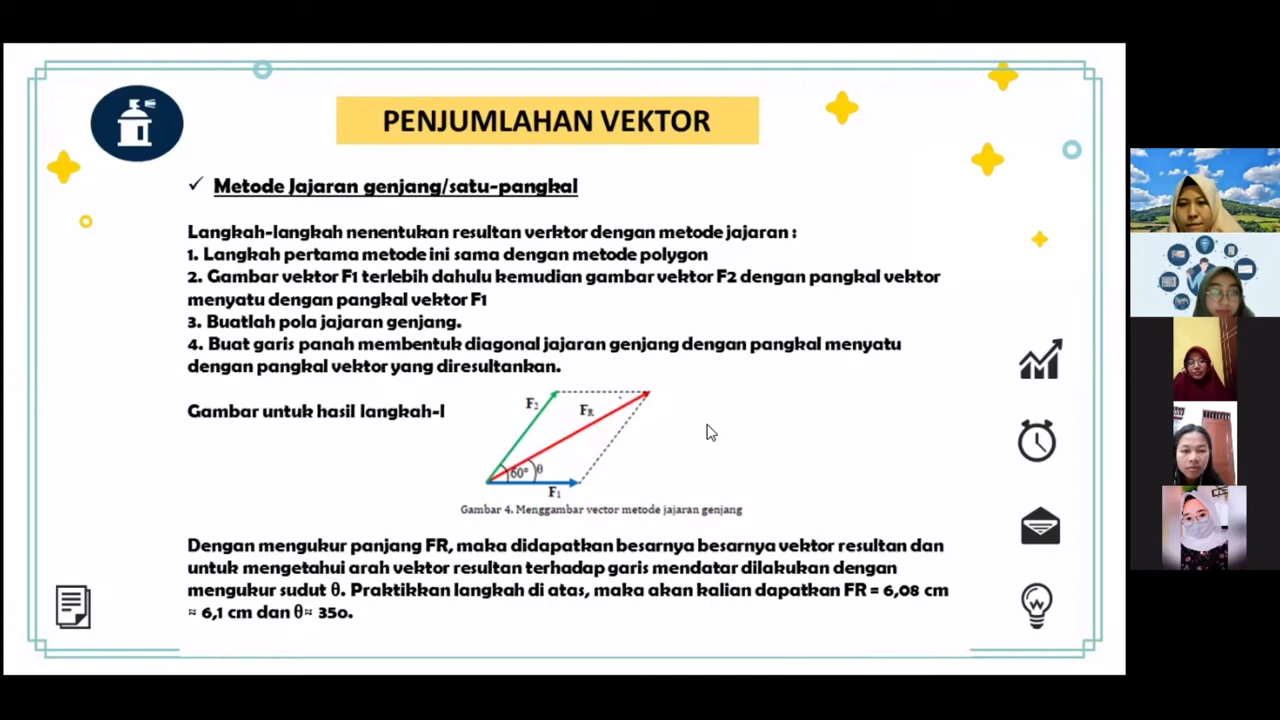 PENJUMLAHAN VEKTOR
✓ Metode Jajaran genjang/satu-pangkal
Langkah-langkah nenentukan resultan verktor dengan metode jajaran :
1. Langkah pertama metode ini sama dengan metode polygon
2. Gambar vektor F1 terlebih dahulu kemudian gambar vektor F2 dengan pangkal vektor
menyatu dengan pangkal vektor F1
3. Buatlah pola jajaran genjang.
4. Buat garis panah membentuk diagonal jajaran genjang dengan pangkal menyatu
dengan pangkal vektor yang diresultankan.
Gambar untuk hasil langkah-l
F₂
F_R
60°
θ
F₁
Gambar 4. Menggambar vector metode jajaran genjang
Dengan mengukur panjang FR, maka didapatkan besarnya besarnya vektor resultan dan
untuk mengetahui arah vektor resultan terhadap garis mendatar dilakukan dengan
mengukur sudut θ. Praktikkan langkah di atas, maka akan kalian dapatkan FR = 6,08 cm
≈ 6,1 cm dan θ≈ 35o.